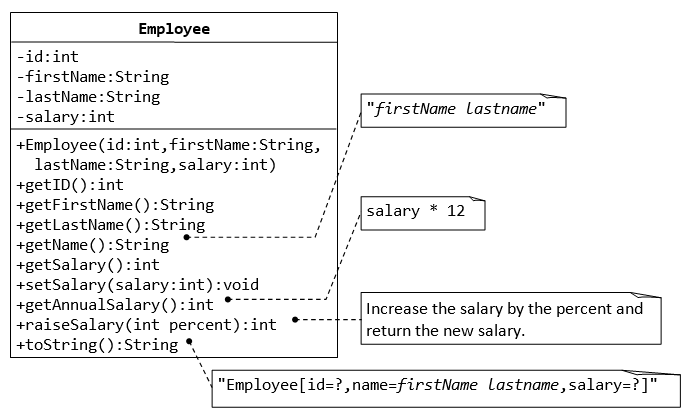 Employee
-id:int
-firstName:String
-lastName:String
-salary:int
+Employee(id:int,firstName:String,
lastName:String,salary:int)
+getID():int
+getFirstName():String
+getLastName():String
+getName():String
+getSalary():int
+setSalary(salary:int):void
+getAnnualSalary():int
+raiseSalary(int percent):int
+toString():String
"firstName lastname"
salary * 12
Increase the salary by the percent and
return the new salary.
"Employee[id=?,name=firstName lastname,salary=?]"